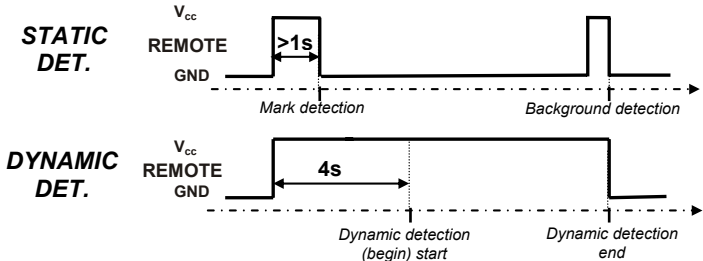 STATIC
DET.
Vcc
REMOTE
GND
>1s
Mark detection
Background detection
DYNAMIC
DET.
Vcc
REMOTE
GND
4s
Dynamic detection
(begin) start
Dynamic detection
end